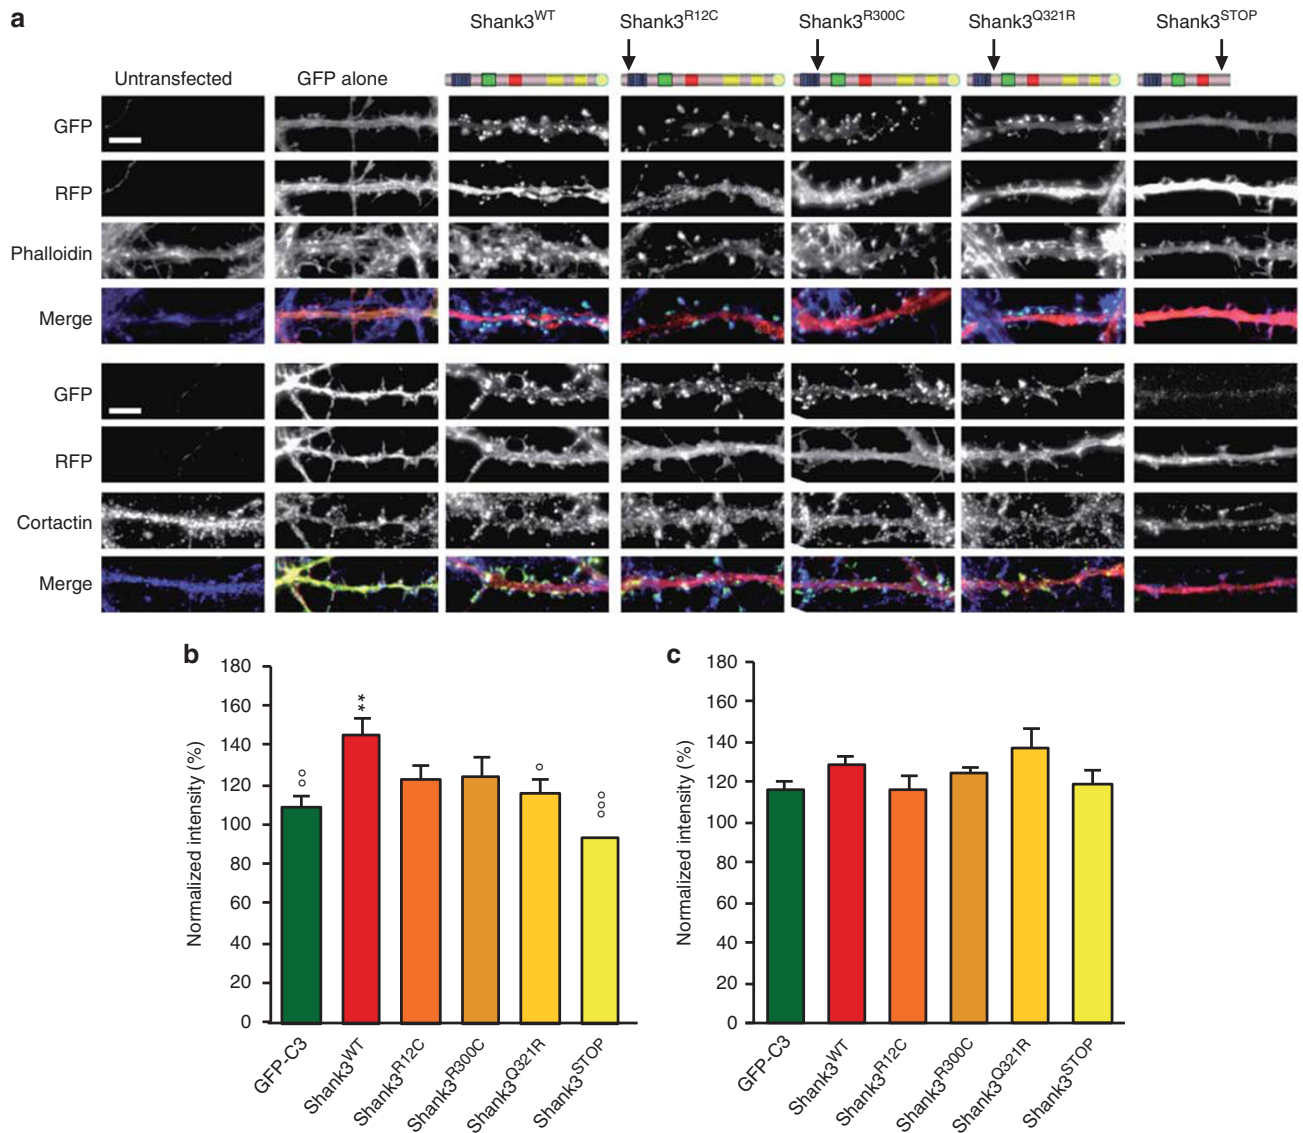 a
Shank3WT
Shank3R12C
Shank3R300C
Shank3Q321R
Shank3STOP
Untransfected
GFP alone
GFP
RFP
Phalloidin
Merge
GFP
RFP
Cortactin
Merge
b
Normalized intensity (%)
180
160
140
120
100
80
60
40
20
0
**
°°
°
°°°
GFP-C3
Shank3WT
Shank3R12C
Shank3R300C
Shank3Q321R
Shank3STOP
c
Normalized intensity (%)
180
160
140
120
100
80
60
40
20
0
GFP-C3
Shank3WT
Shank3R12C
Shank3R300C
Shank3Q321R
Shank3STOP